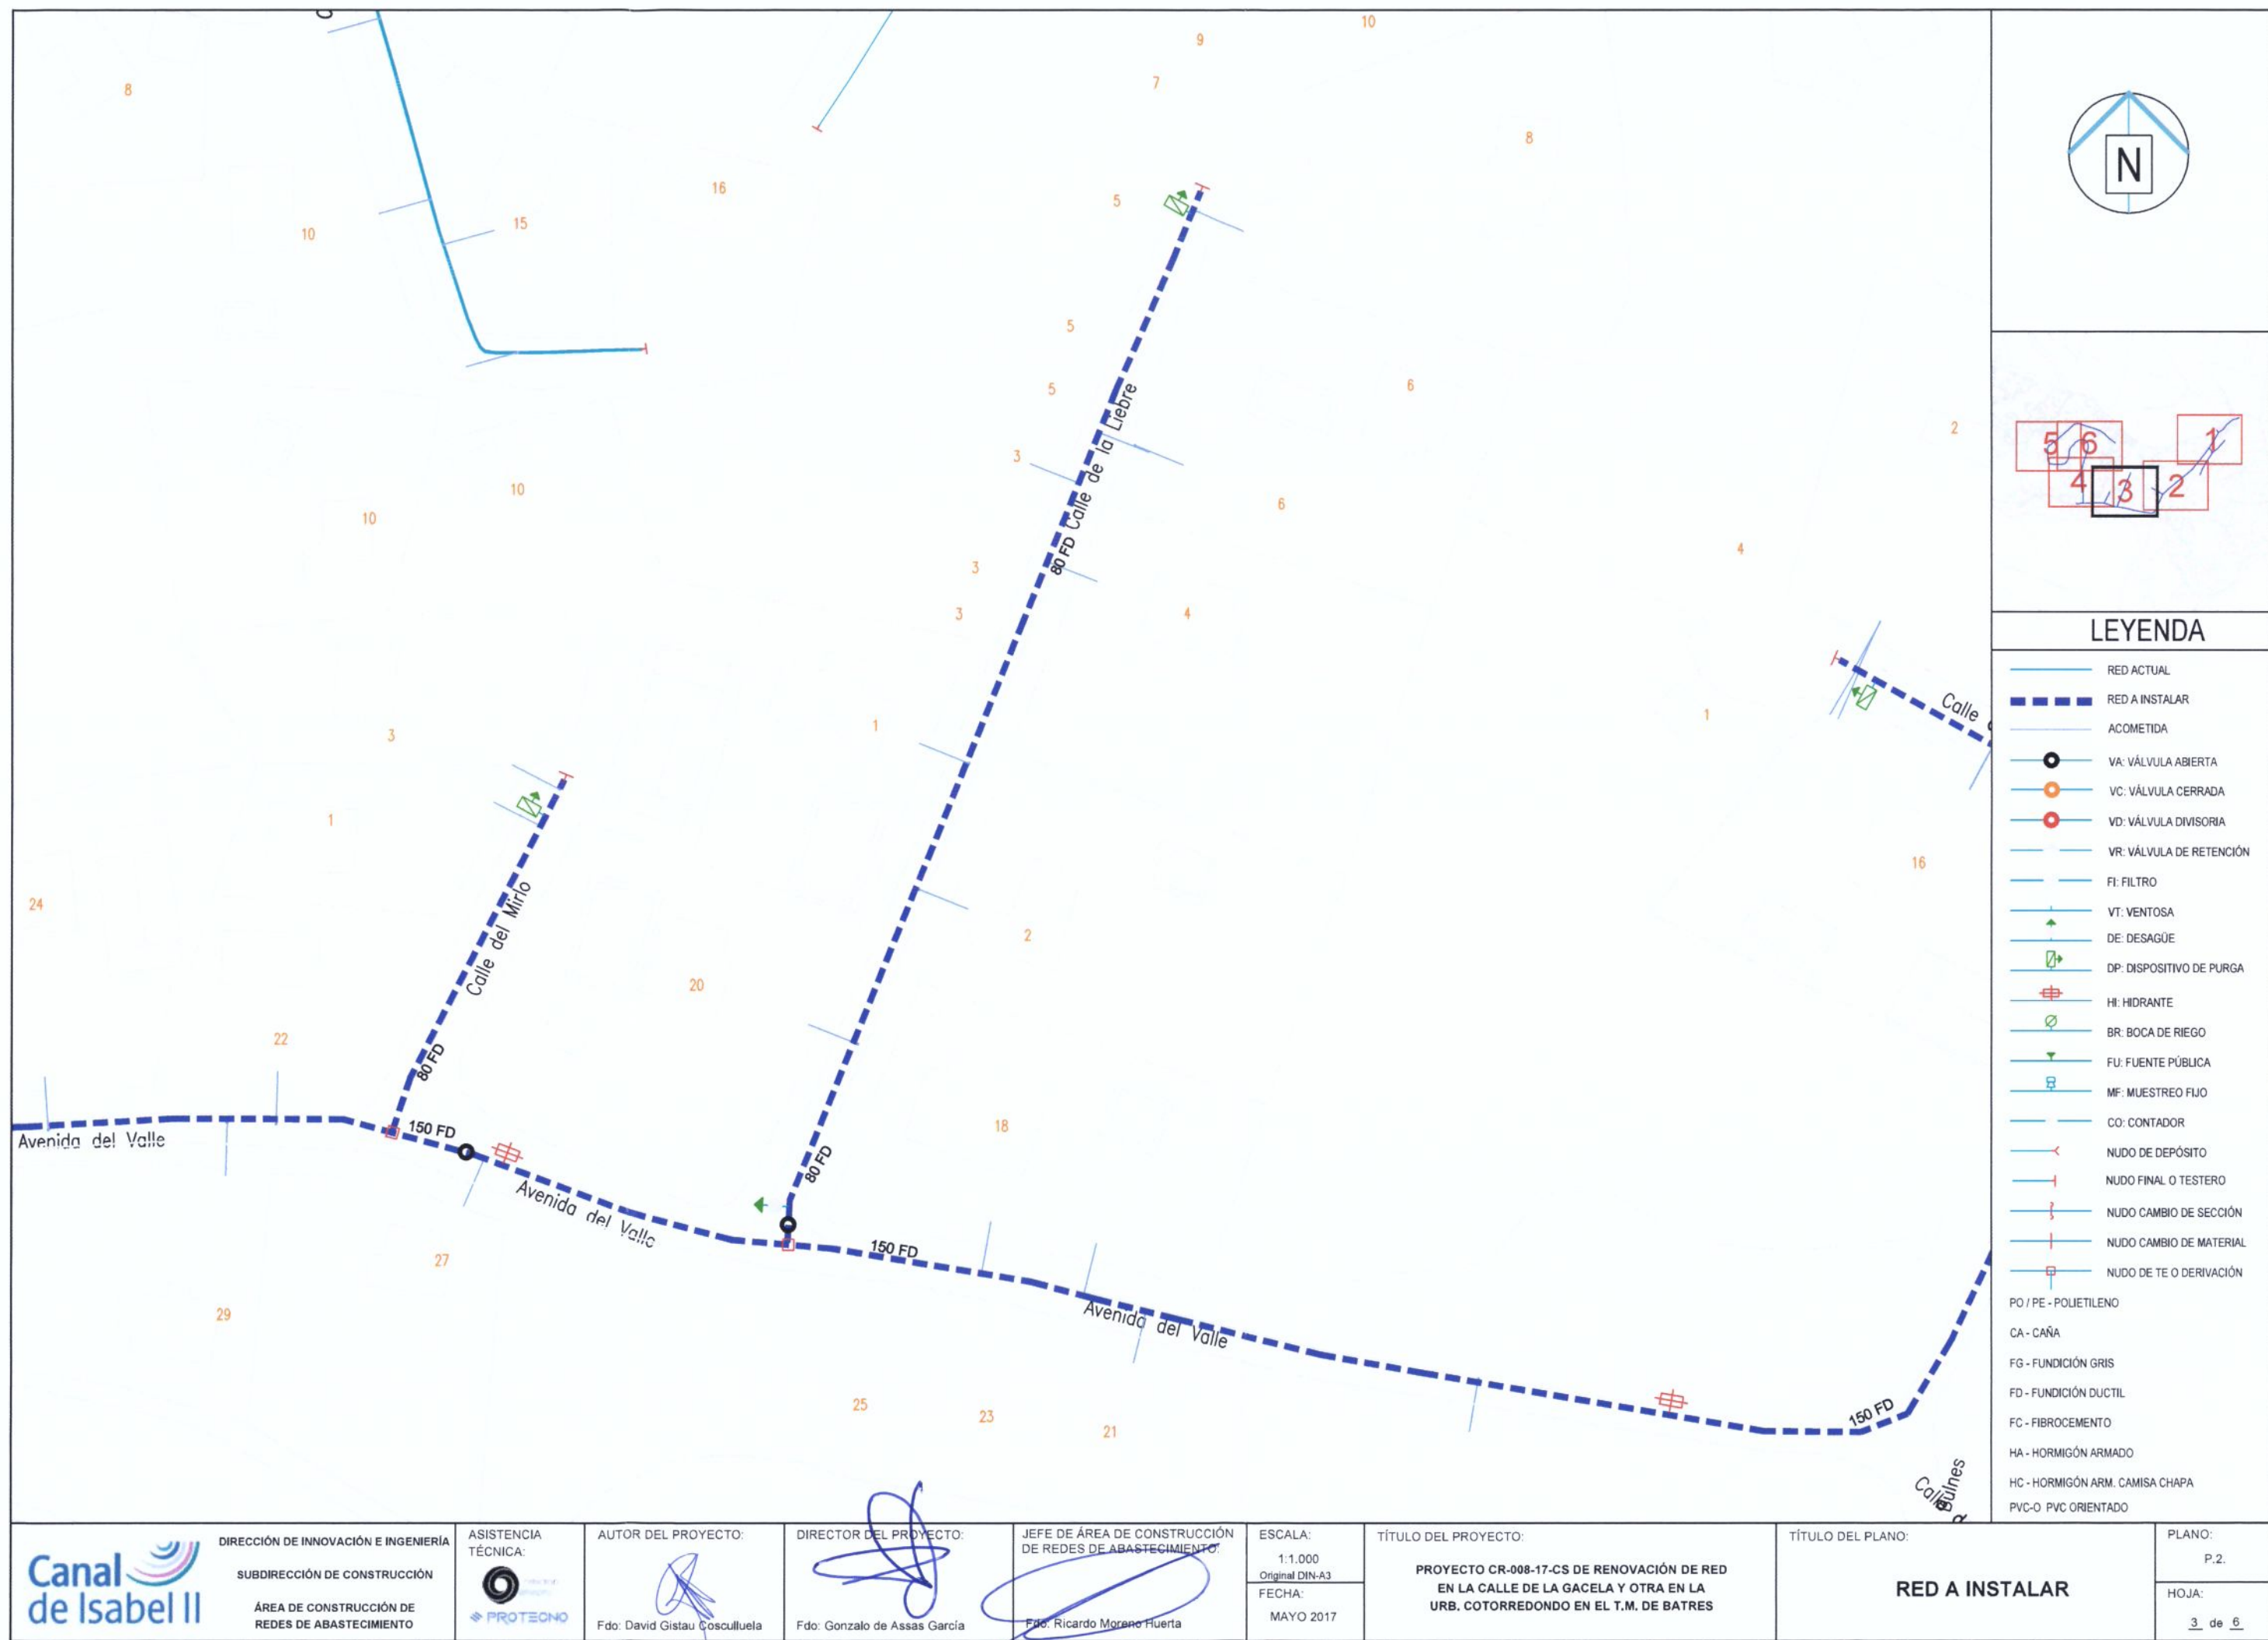 10
9
7
8
8
16
5
15
10
5
5
6
3
2
10
10
6
4
3
3
4
3
1
1
1
24
16
2
20
22
18
27
29
25
23
21
80 FD Calle de la Liebre
Calle
Calle del Mirlo
80 FD
150 FD
Avenida del Valle
Avenida del Valle
80 FD
150 FD
Avenida del Valle
150 FD
Calle
Bulnes
N
5
6
1
4
3
2
LEYENDA
RED ACTUAL
RED A INSTALAR
ACOMETIDA
VA: VÁLVULA ABIERTA
VC: VÁLVULA CERRADA
VD: VÁLVULA DIVISORIA
VR: VÁLVULA DE RETENCIÓN
FI: FILTRO
VT: VENTOSA
DE: DESAGÜE
DP: DISPOSITIVO DE PURGA
HI: HIDRANTE
BR: BOCA DE RIEGO
FU: FUENTE PÚBLICA
MF: MUESTREO FIJO
CO: CONTADOR
NUDO DE DEPÓSITO
NUDO FINAL O TESTERO
NUDO CAMBIO DE SECCIÓN
NUDO CAMBIO DE MATERIAL
NUDO DE TE O DERIVACIÓN
PO / PE - POLIETILENO
CA - CAÑA
FG - FUNDICIÓN GRIS
FD - FUNDICIÓN DUCTIL
FC - FIBROCEMENTO
HA - HORMIGÓN ARMADO
HC - HORMIGÓN ARM. CAMISA CHAPA
PVC-O PVC ORIENTADO
Canal
de Isabel II
DIRECCIÓN DE INNOVACIÓN E INGENIERÍA
SUBDIRECCIÓN DE CONSTRUCCIÓN
ÁREA DE CONSTRUCCIÓN DE
REDES DE ABASTECIMIENTO
ASISTENCIA
TÉCNICA:
PROTECNO
AUTOR DEL PROYECTO:
Fdo: David Gistau Cosculluela
DIRECTOR DEL PROYECTO:
Fdo: Gonzalo de Assas García
JEFE DE ÁREA DE CONSTRUCCIÓN
DE REDES DE ABASTECIMIENTO:
Fdo: Ricardo Moreno Huerta
ESCALA:
1:1.000
Original DIN-A3
FECHA:
MAYO 2017
TÍTULO DEL PROYECTO:
PROYECTO CR-008-17-CS DE RENOVACIÓN DE RED
EN LA CALLE DE LA GACELA Y OTRA EN LA
URB. COTORREDONDO EN EL T.M. DE BATRES
TÍTULO DEL PLANO:
RED A INSTALAR
PLANO:
P.2.
HOJA:
3 de 6